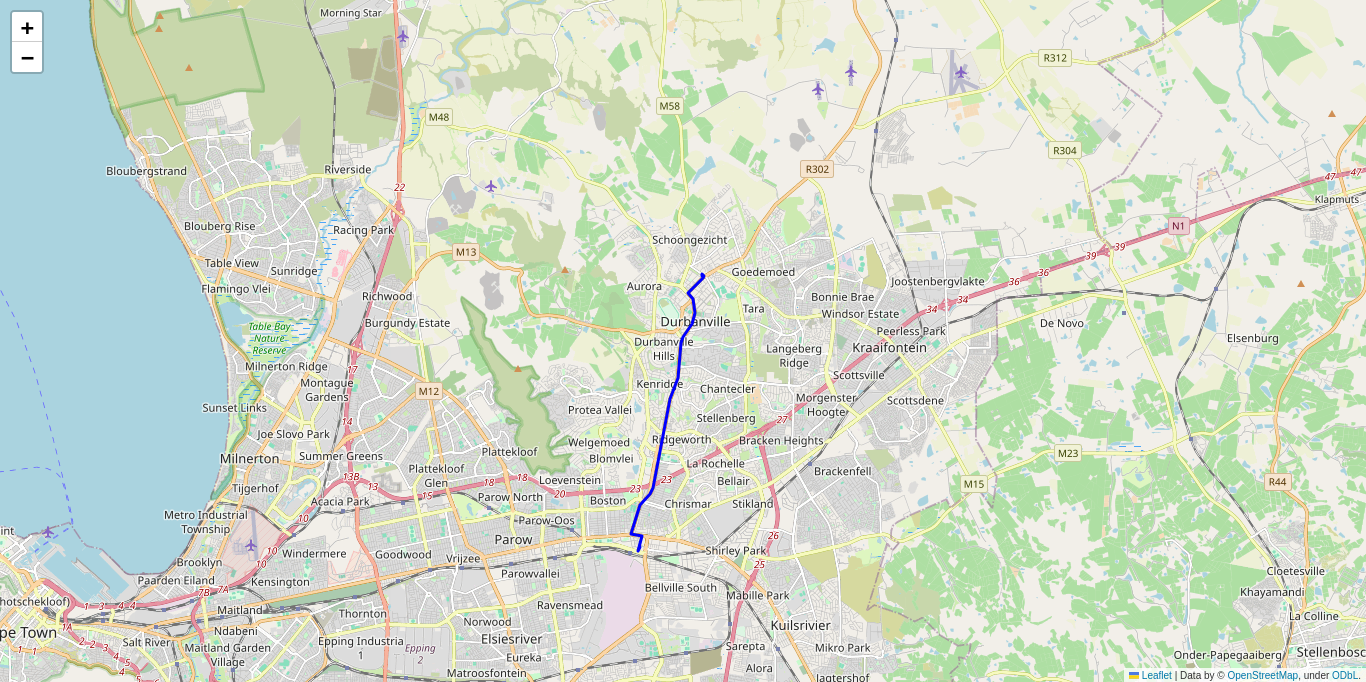 +
−
Morning Star
R312
M58
M48
R304
Bloubergstrand
Riverside
R302
47
47
22
Klapmuts
Blouberg Rise
N1
Racing Park
Schoongezicht
39
M13
39
Table View
Sunridge
Goedemoed
36
Joostenbergvlakte
Flamingo Vlei
Aurora
36
Richwood
Bonnie Brae
34
34
Tara
Windsor Estate
Burgundy Estate
Durbanville
De Novo
Table Bay
Nature
Reserve
Peerless Park
Elsenburg
Durbanville
Hills
Langeberg
Ridge
Kraaifontein
Milnerton Ridge
Scottsville
Montague
Gardens
Kenridge
Chantecler
M12
Morgenster
Hoogte
Scottsdene
Sunset Links
Protea Vallei
Stellenberg
14
27
Joe Slovo Park
Welgemoed
Ridgeworth
Bracken Heights
Plattekloof
M23
Summer Greens
Milnerton
Blomvlei
La Rochelle
Plattekloof
Glen
Brackenfell
13B
18
18
23
23
Loevenstein
Bellair
R44
M15
Tijgerhof
20
15
Parow North
Acacia Park
Boston
Chrismar
Stikland
Metro Industrial
Township
10
Parow-Oos
26
Parow
Windermere
10
Goodwood
Vrijzee
Shirley Park
Brooklyn
25
Paarden Eiland
Kensington
Parowvallei
Cloetesville
7A
7B
Bellville South
Mabille Park
Khayamandi
hotschekloof)
1
3
4
4
Maitland
Thornton
Ravensmead
La Colline
Norwood
Kuilsrivier
1A
pe Town
Ndabeni
Elsiesriver
2
2
3
4
5
Salt River
Maitland Garden
Village
Epping Industria
1
Epping
2
Sarepta
Mikro Park
1
1
Eureka
Onder-Papegaaiberg
Stellenbosc
Matroosfontein
Alora
Jagtershof
Leaflet | Data by © OpenStreetMap, under ODbL.